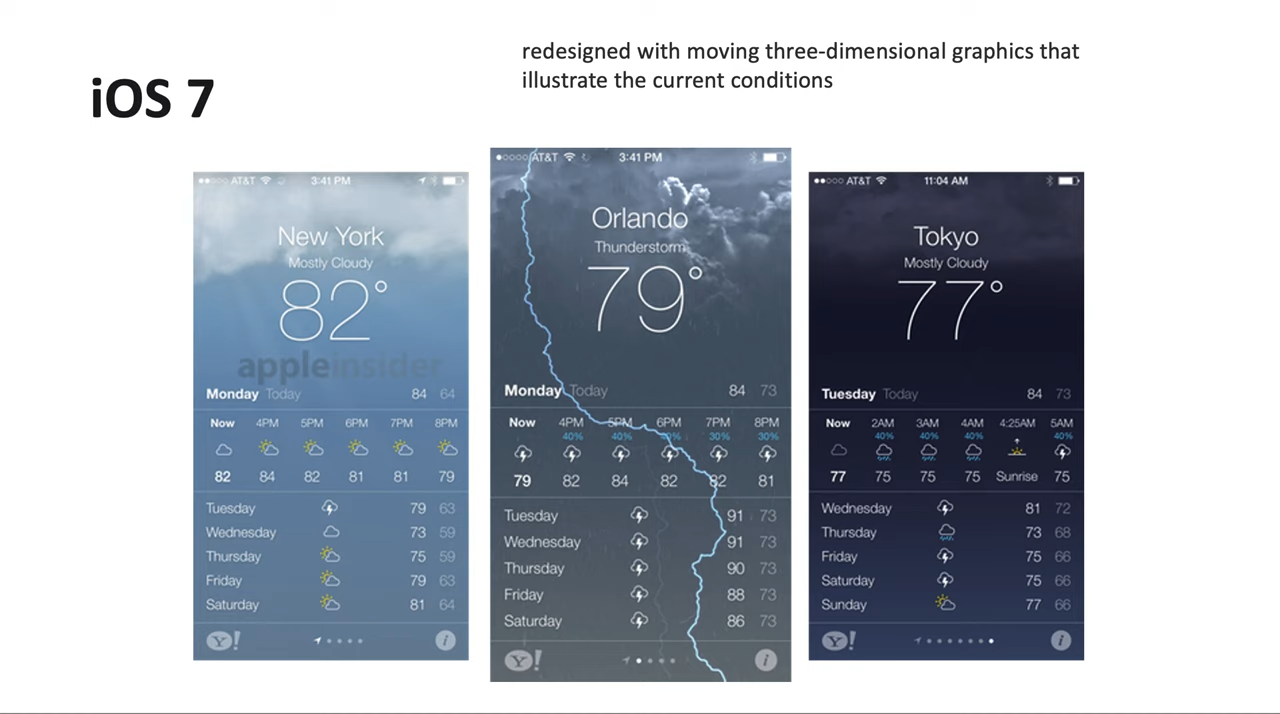 redesigned with moving three-dimensional graphics that
illustrate the current conditions
iOS 7
AT&T 3:41 PM
New York
Mostly Cloudy
82°
appleinsider
Monday Today 84 64
Now 4PM 5PM 6PM 7PM 8PM
82 84 82 81 81 79
Tuesday 79 63
Wednesday 73 59
Thursday 75 59
Friday 79 63
Saturday 81 64
Y! i
AT&T 3:41 PM
Orlando
Thunderstorm
79°
Monday Today 84 73
Now 4PM 5PM 6PM 7PM 8PM
40% 40% 30% 30%
79 82 84 82 82 81
Tuesday 91 73
Wednesday 91 73
Thursday 90 73
Friday 88 73
Saturday 86 73
Y! i
AT&T 11:04 AM
Tokyo
Mostly Cloudy
77°
Tuesday Today 84 73
Now 2AM 3AM 4AM 4:25AM 5AM
40% 40% 40% 40%
77 75 75 75 Sunrise 75
Wednesday 81 72
Thursday 73 68
Friday 75 66
Saturday 75 66
Sunday 77 66
Y! i